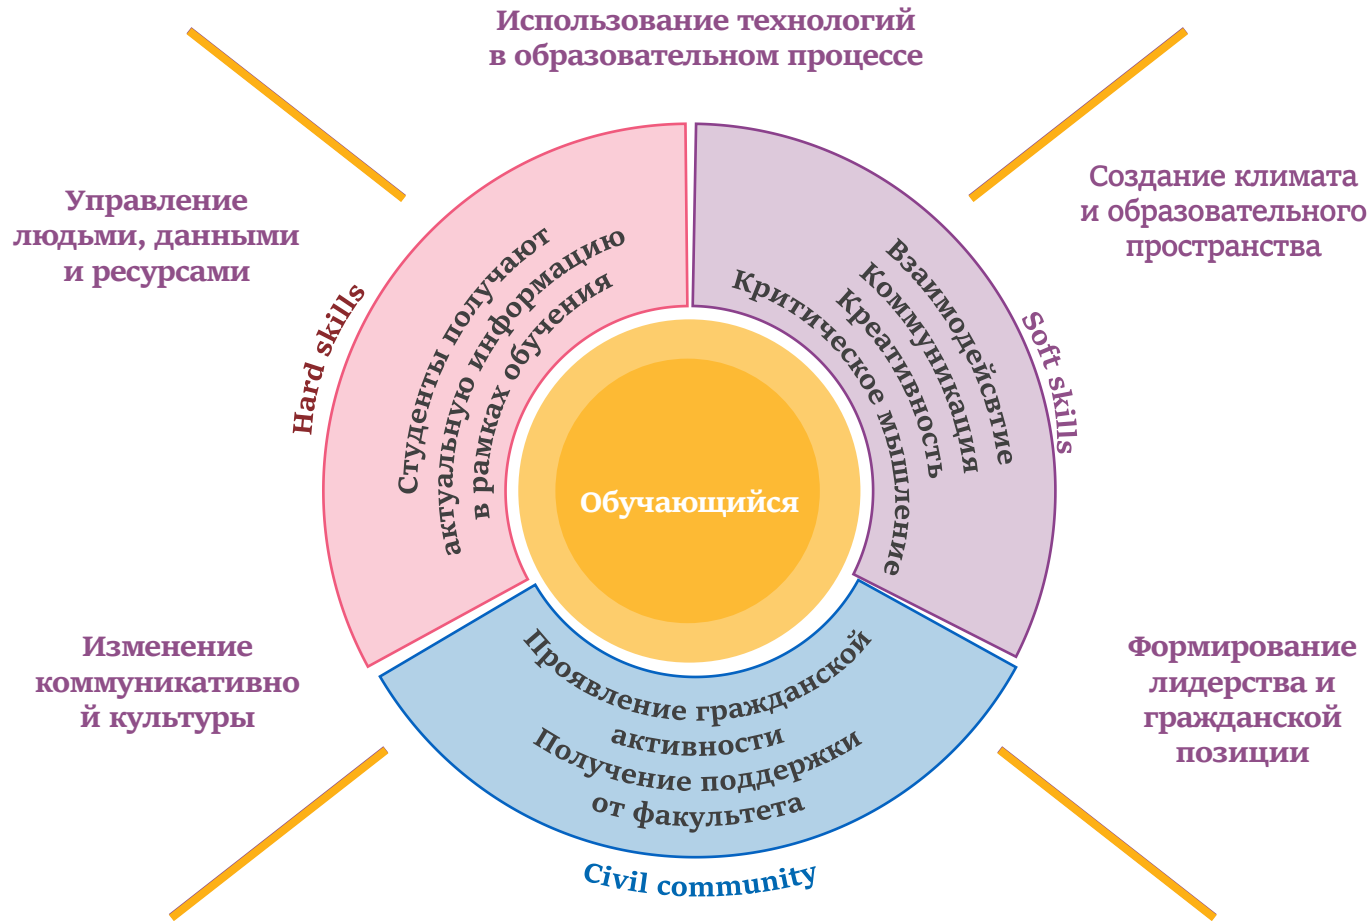 Использование технологий
в образовательном процессе
Управление
людьми, данными
и ресурсами
Создание климата
и образовательного
пространства
Hard skills
Студенты получают
актуальную информацию
в рамках обучения
Взаимодейсвтие
Коммуникация
Креативность
Критическое мышление
Soft skills
Обучающийся
Изменение
коммуникативно
й культуры
Проявление гражданской
активности
Получение поддержки
от факультета
Civil community
Формирование
лидерства и
гражданской
позиции